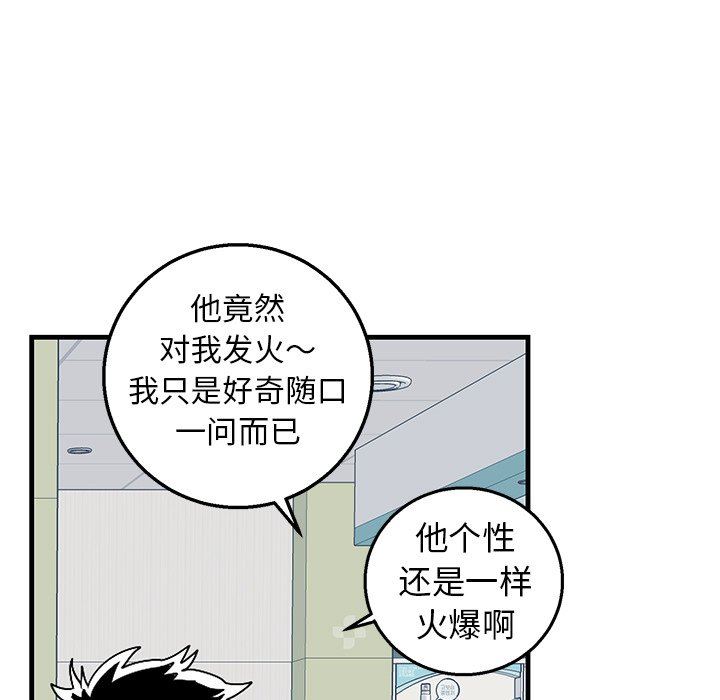 他竟然
对我发火～
我只是好奇随口
一问而已
他个性
还是一样
火爆啊